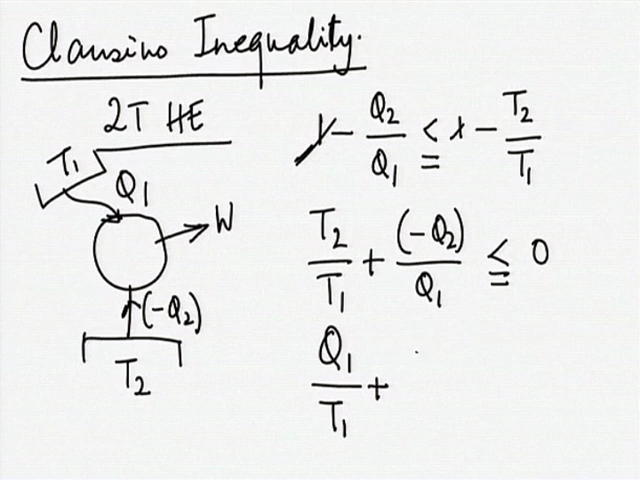 Clausius Inequality.
2T HE
1 - Q2/Q1 ≤ 1 - T2/T1
T1
Q1
W
T2/T1 + (-Q2)/Q1 ≤ 0
(-Q2)
T2
Q1/T1 +